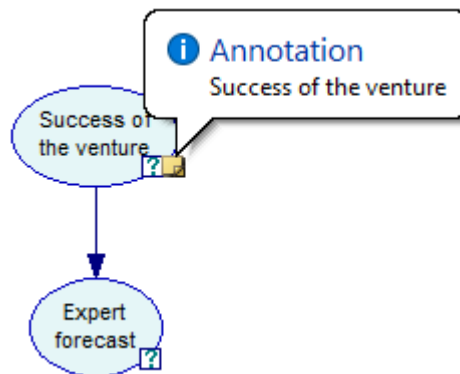 Annotation
Success of the venture
Success of
the venture
?
Expert
forecast
?